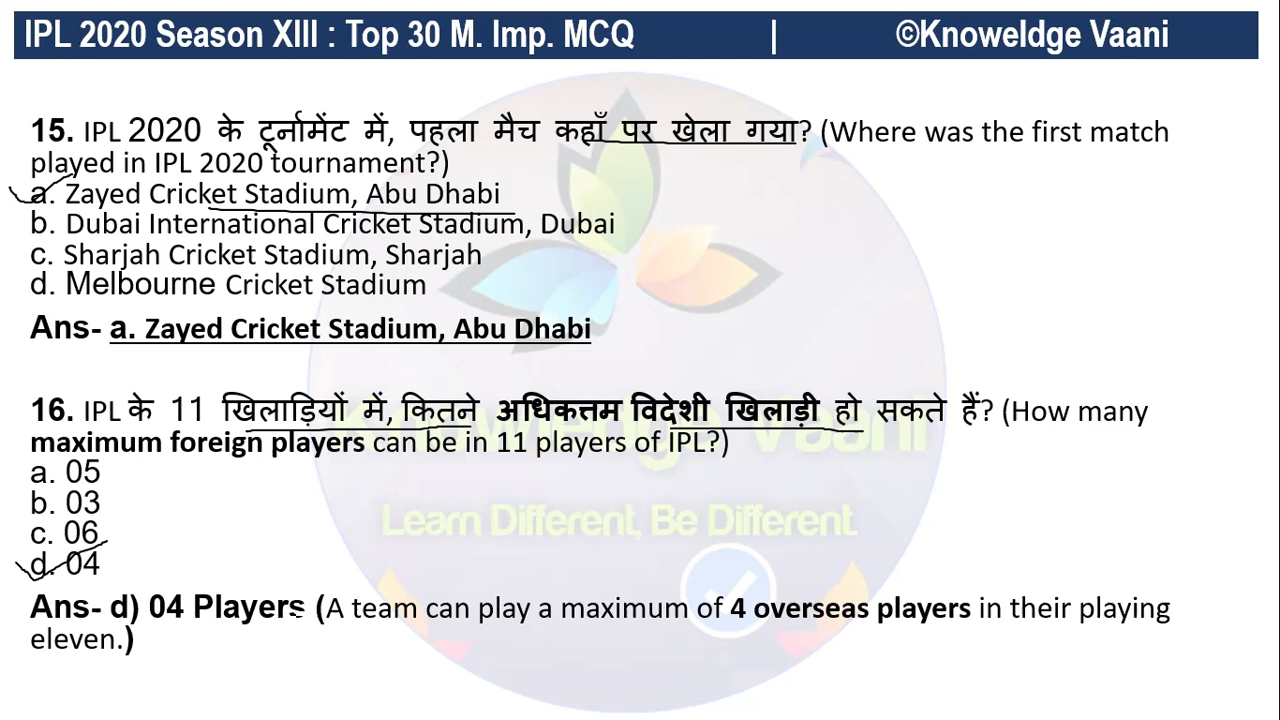 IPL 2020 Season XIII : Top 30 M. Imp. MCQ | ©Knoweldge Vaani
15. IPL 2020 के टूर्नामेंट में, पहला मैच कहाँ पर खेला गया? (Where was the first match
played in IPL 2020 tournament?)
a. Zayed Cricket Stadium, Abu Dhabi
b. Dubai International Cricket Stadium, Dubai
c. Sharjah Cricket Stadium, Sharjah
d. Melbourne Cricket Stadium
Ans- a. Zayed Cricket Stadium, Abu Dhabi
16. IPL के 11 खिलाड़ियों में, कितने अधिकत्तम विदेशी खिलाड़ी हो सकते हैं? (How many
maximum foreign players can be in 11 players of IPL?)
Knowledge Vaani
a. 05
b. 03
c. 06
Learn Different, Be Different
d. 04
Ans- d) 04 Players (A team can play a maximum of 4 overseas players in their playing
eleven.)